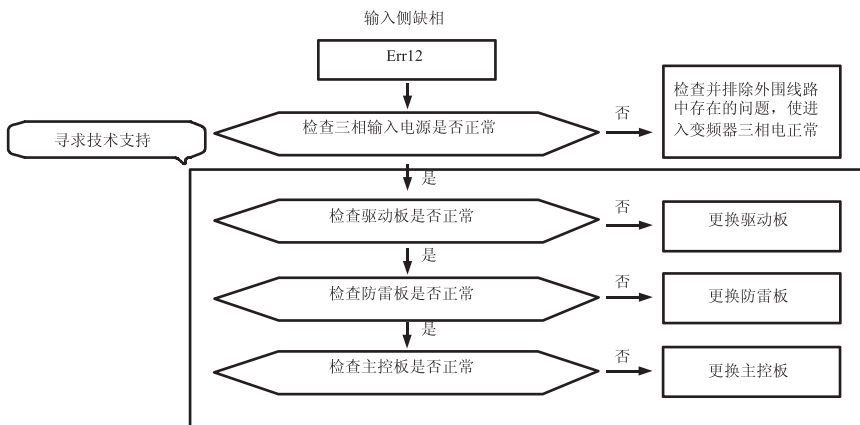 输入侧缺相
Err12
检查三相输入电源是否正常
否
检查并排除外围线路
中存在的问题，使进
入变频器三相电正常
寻求技术支持
是
检查驱动板是否正常
否
更换驱动板
是
检查防雷板是否正常
否
更换防雷板
是
检查主控板是否正常
否
更换主控板